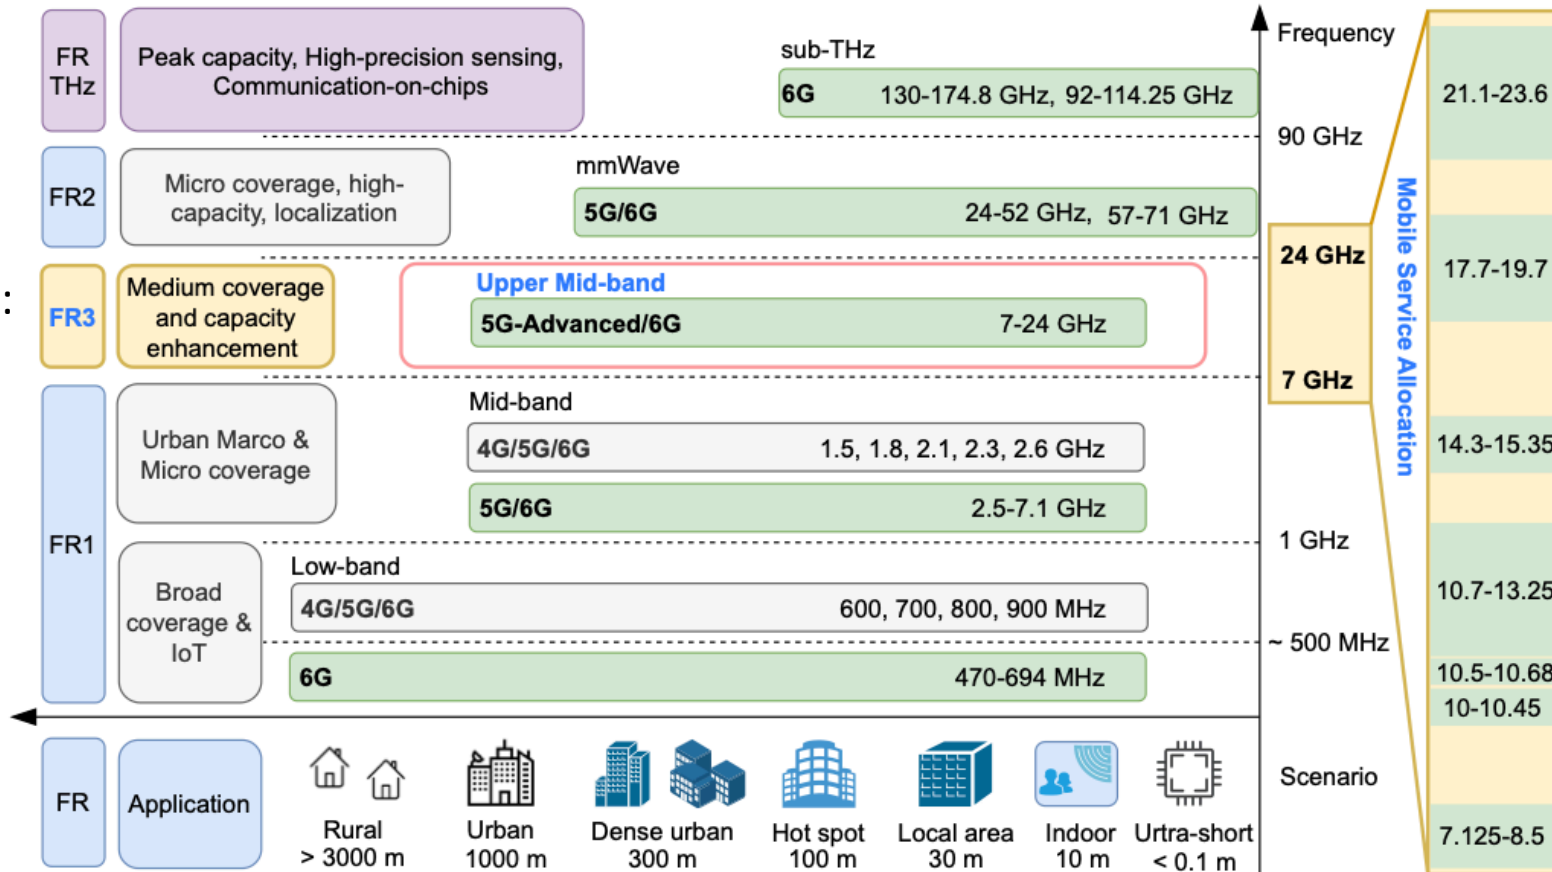 FR
THz
Peak capacity, High-precision sensing,
Communication-on-chips
sub-THz
6G 130-174.8 GHz, 92-114.25 GHz
Frequency
90 GHz
FR2
Micro coverage, high-
capacity, localization
mmWave
5G/6G 24-52 GHz, 57-71 GHz
24 GHz
:
FR3
Medium coverage
and capacity
enhancement
Upper Mid-band
5G-Advanced/6G 7-24 GHz
7 GHz
FR1
Urban Marco &
Micro coverage
Mid-band
4G/5G/6G 1.5, 1.8, 2.1, 2.3, 2.6 GHz
5G/6G 2.5-7.1 GHz
1 GHz
Broad
coverage &
IoT
Low-band
4G/5G/6G 600, 700, 800, 900 MHz
~ 500 MHz
6G 470-694 MHz
FR
Application
Rural
> 3000 m
Urban
1000 m
Dense urban
300 m
Hot spot
100 m
Local area
30 m
Indoor
10 m
Urtra-short
< 0.1 m
Scenario
Mobile Service Allocation
21.1-23.6
17.7-19.7
14.3-15.35
10.7-13.25
10.5-10.68
10-10.45
7.125-8.5